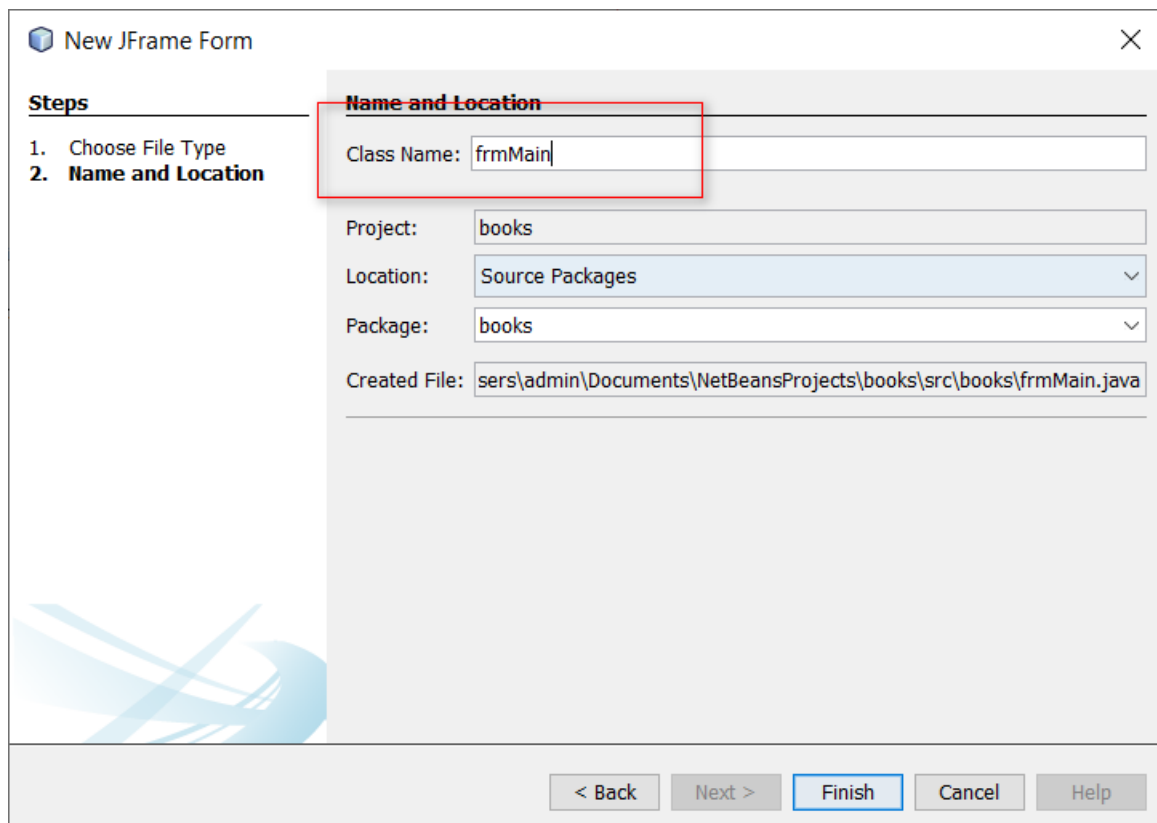 New JFrame Form
Steps
1. Choose File Type
2. Name and Location
Name and Location
Class Name: frmMain
Project: books
Location: Source Packages
Package: books
Created File: sers\admin\Documents\NetBeansProjects\books\src\books\frmMain.java
< Back Next > Finish Cancel Help